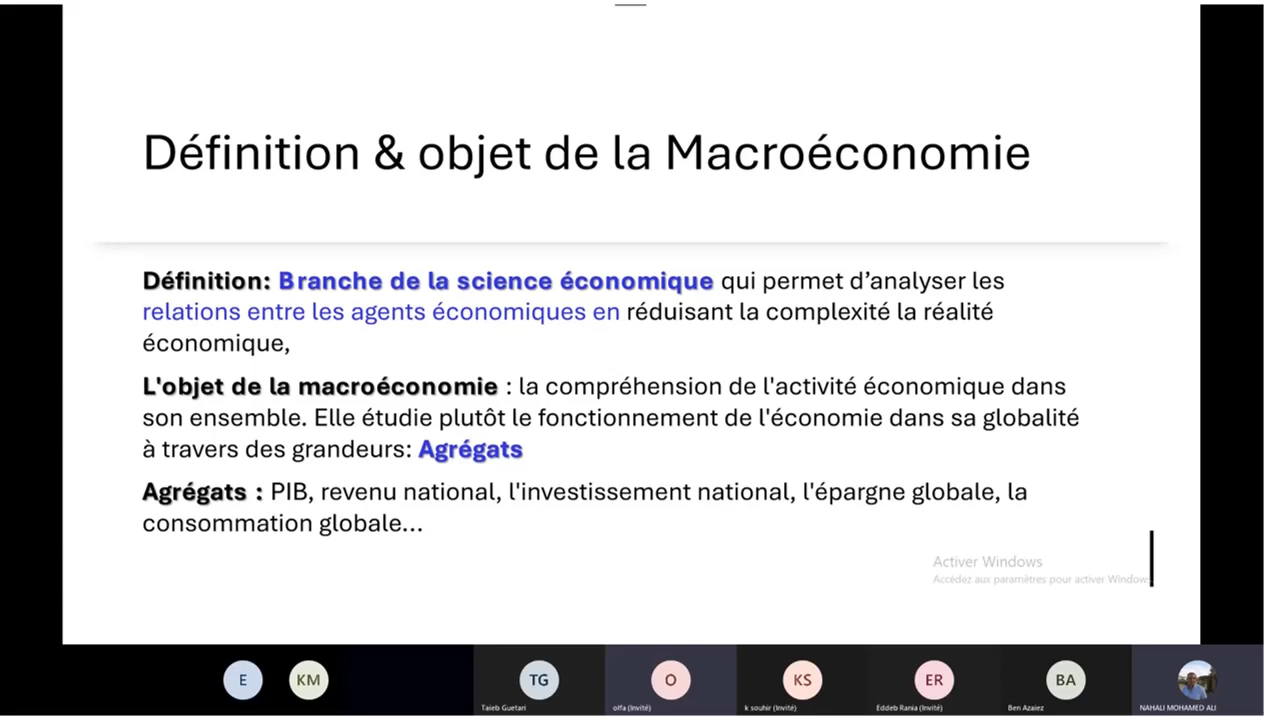 Définition & objet de la Macroéconomie
Définition: Branche de la science économique qui permet d’analyser les
relations entre les agents économiques en réduisant la complexité la réalité
économique,
L'objet de la macroéconomie : la compréhension de l'activité économique dans
son ensemble. Elle étudie plutôt le fonctionnement de l'économie dans sa globalité
à travers des grandeurs: Agrégats
Agrégats : PIB, revenu national, l'investissement national, l'épargne globale, la
consommation globale...
Activer Windows
Accédez aux paramètres pour activer Windows
E
KM
TG
O
KS
ER
BA
Taieb Guetari
olfa (Invité)
k souhir (Invité)
Eddeb Rania (Invité)
Ben Azaiez
NAHALI MOHAMED ALI